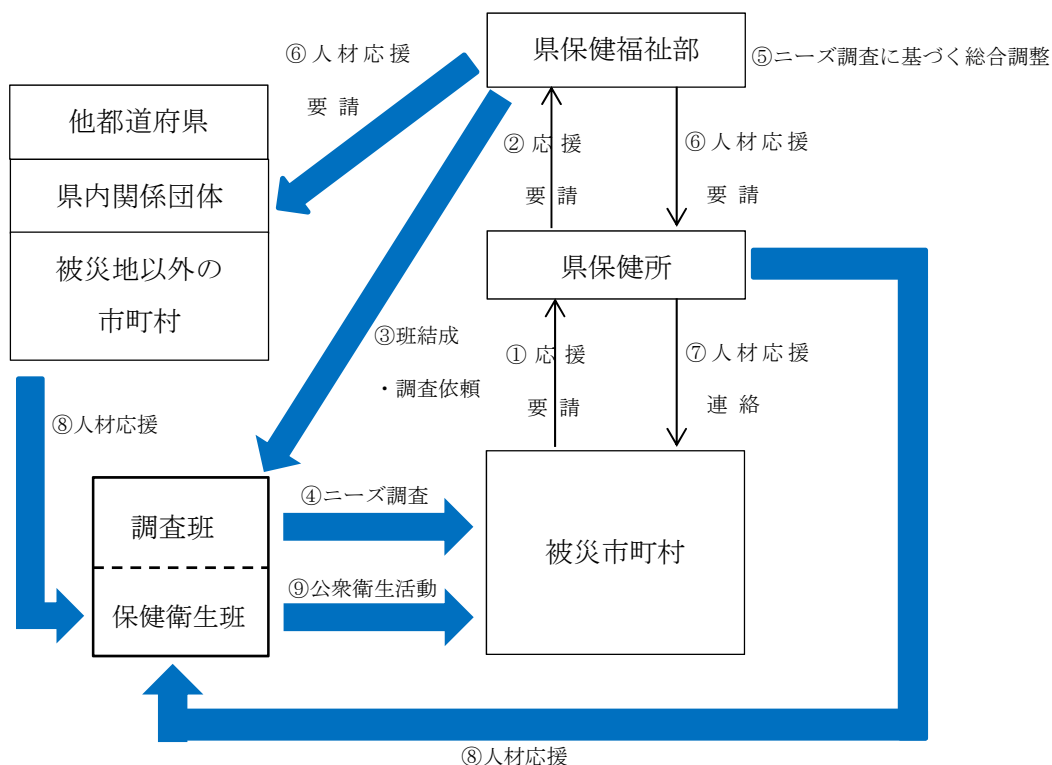 県保健福祉部
⑤ニーズ調査に基づく総合調整
⑥人材応援
要請
他都道府県
県内関係団体
被災地以外の
市町村
②応援
要請
⑥人材応援
要請
県保健所
③班結成
・調査依頼
①応援
要請
⑦人材応援
連絡
⑧人材応援
調査班
保健衛生班
④ニーズ調査
⑨公衆衛生活動
被災市町村
⑧人材応援